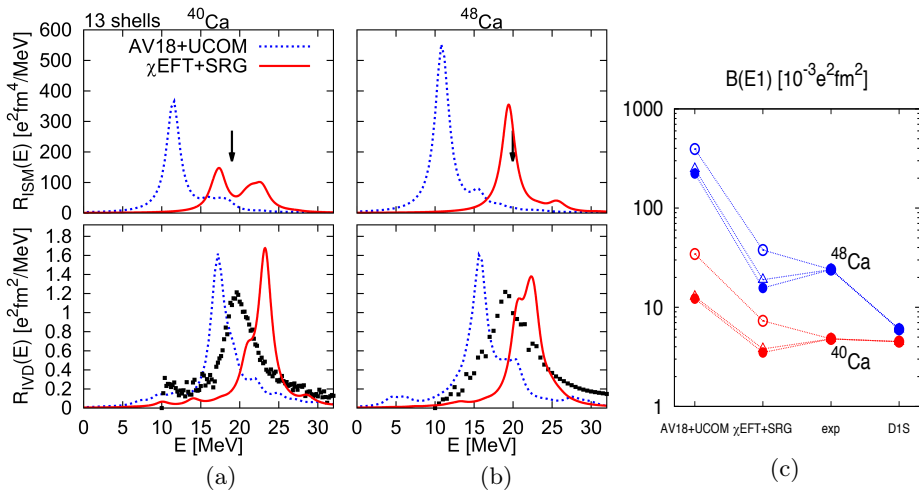 13 shells
⁴⁰Ca
⁴⁸Ca
AV18+UCOM
χEFT+SRG
R_ISM(E) [e²fm⁴/MeV]
600
500
400
300
200
100
0
R_IVD(E) [e²fm²/MeV]
1.8
1.6
1.4
1.2
1
0.8
0.6
0.4
0.2
0
0 5 10 15 20 25 30
0 5 10 15 20 25 30
E [MeV]
E [MeV]
(a)
(b)
B(E1) [10⁻³e²fm²]
1000
100
10
1
⁴⁸Ca
⁴⁰Ca
AV18+UCOM χEFT+SRG exp D1S
(c)